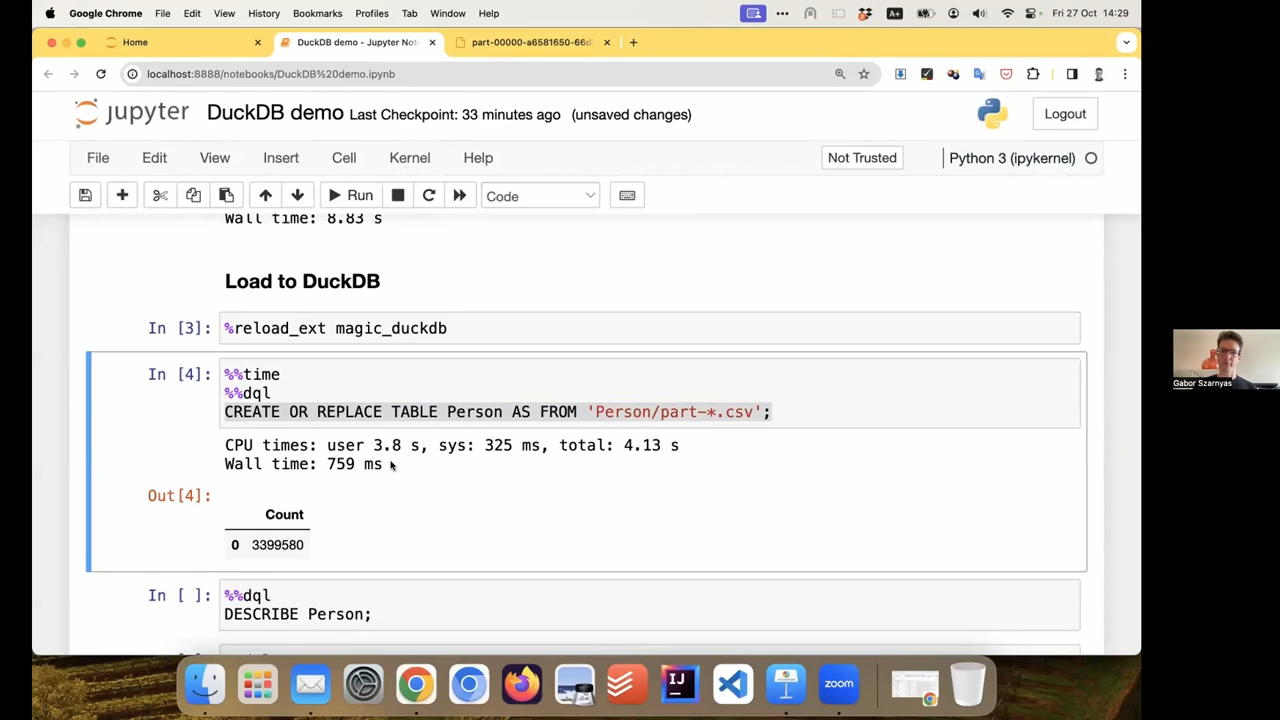 Google Chrome File Edit View History Bookmarks Profiles Tab Window Help Fri 27 Oct 14:29
Home DuckDB demo - Jupyter Not
localhost:8888/notebooks/DuckDB%20demo.ipynb
jupyter DuckDB demo Last Checkpoint: 33 minutes ago (unsaved changes) Logout
File Edit View Insert Cell Kernel Help Not Trusted Python 3 (ipykernel)
Run Code
Wall time: 8.83 s
Load to DuckDB
In [3]: %reload_ext magic_duckdb
In [4]: %%time
%%dql
CREATE OR REPLACE TABLE Person AS FROM 'Person/part-*.csv';
CPU times: user 3.8 s, sys: 325 ms, total: 4.13 s
Wall time: 759 ms
Out[4]:
Count
0 3399580
In [ ]: %%dql
DESCRIBE Person;
Gabor Szarnyas
IJ
zoom